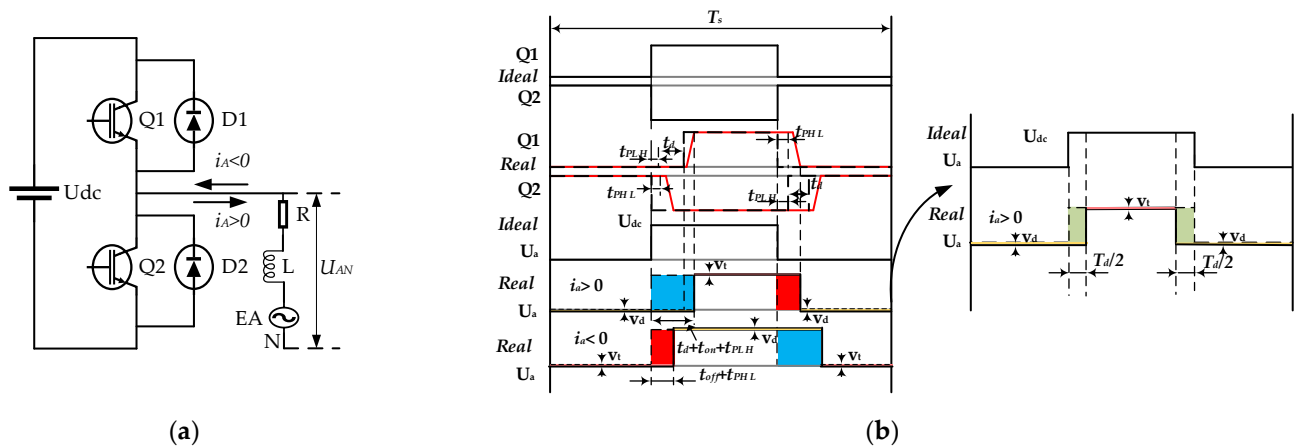 Udc
Q1
D1
iA<0
iA>0
R
Q2
D2
L
UAN
EA
N
(a)
Ts
Q1
Ideal
Q2
Q1
td
tPLH
tPHL
Real
Q2
tPHL
tPLH
td
Ideal
Udc
Ua
Real
ia> 0
vt
Ua
vd
vd
ia< 0
vd
td+ton+tPLH
Real
vt
vt
Ua
toff+tPHL
Ideal
Udc
Ua
Real
ia> 0
vt
Ua
vd
vd
Td/2
Td/2
(b)